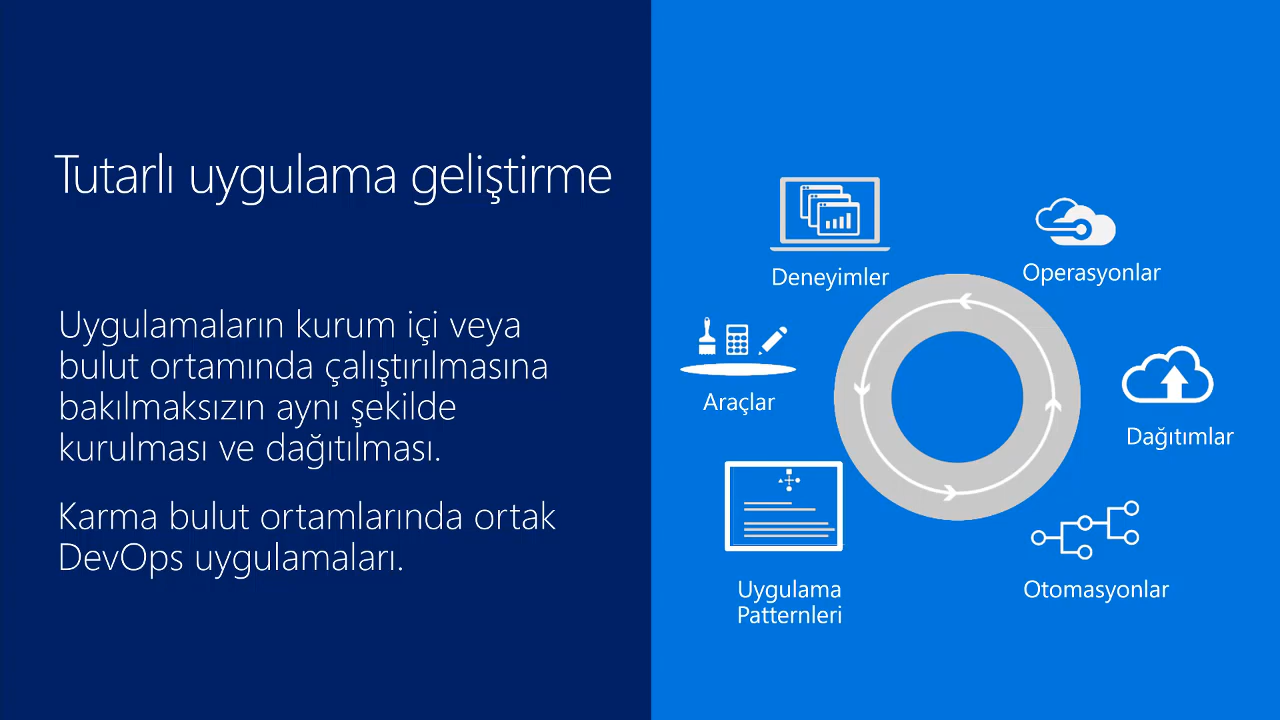 Tutarlı uygulama geliştirme
Uygulamaların kurum içi veya
bulut ortamında çalıştırılmasına
bakılmaksızın aynı şekilde
kurulması ve dağıtılması.
Karma bulut ortamlarında ortak
DevOps uygulamaları.
Deneyimler
Operasyonlar
Araçlar
Dağıtımlar
Uygulama
Patternleri
Otomasyonlar